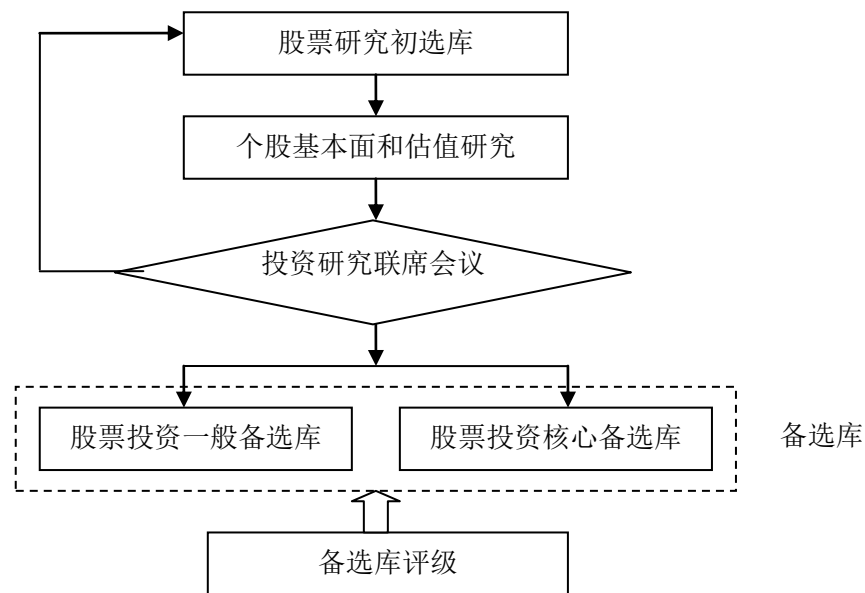 股票研究初选库
个股基本面和估值研究
投资研究联席会议
股票投资一般备选库
股票投资核心备选库
备选库
备选库评级